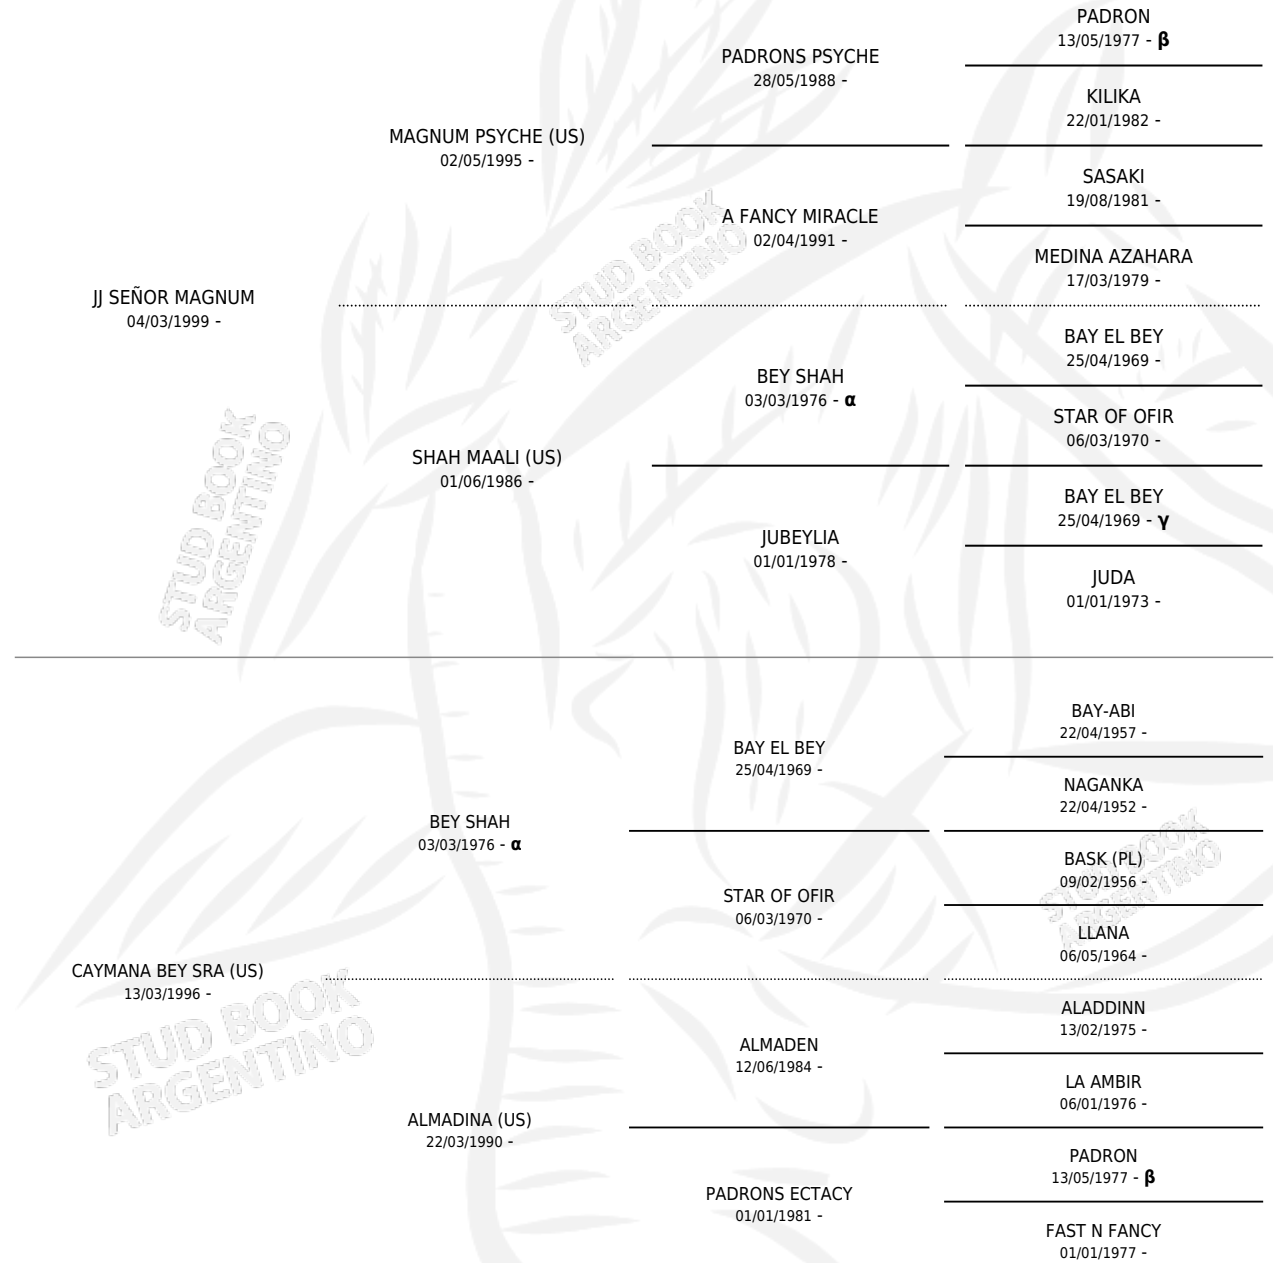 PADRON
13/05/1977 - β
PADRONS PSYCHE
28/05/1988 -
KILIKA
22/01/1982 -
MAGNUM PSYCHE (US)
02/05/1995 -
SASAKI
19/08/1981 -
A FANCY MIRACLE
02/04/1991 -
MEDINA AZAHARA
17/03/1979 -
JJ SEÑOR MAGNUM
04/03/1999 -
BAY EL BEY
25/04/1969 -
BEY SHAH
03/03/1976 - α
STAR OF OFIR
06/03/1970 -
SHAH MAALI (US)
01/06/1986 -
BAY EL BEY
25/04/1969 - γ
JUBEYLIA
01/01/1978 -
JUDA
01/01/1973 -
STUD BOOK
ARGENTINO
STUD BOOK
ARGENTINO
BAY-ABI
22/04/1957 -
BAY EL BEY
25/04/1969 -
NAGANKA
22/04/1952 -
BEY SHAH
03/03/1976 - α
BASK (PL)
09/02/1956 -
STAR OF OFIR
06/03/1970 -
LLANA
06/05/1964 -
CAYMANA BEY SRA (US)
13/03/1996 -
ALADDINN
13/02/1975 -
ALMADEN
12/06/1984 -
LA AMBIR
06/01/1976 -
ALMADINA (US)
22/03/1990 -
PADRON
13/05/1977 - β
PADRONS ECTACY
01/01/1981 -
FAST N FANCY
01/01/1977 -
STUD BOOK
ARGENTINO
STUD BOOK
ARGENTINO